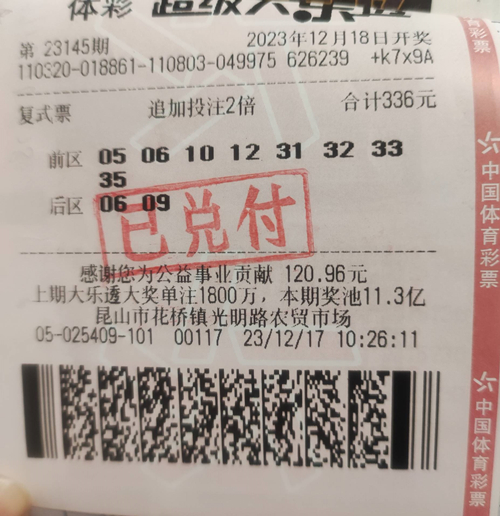 体彩 超级大乐透
第 23145期 2023年12月18日开奖
110320-018861-110803-049975 626239 +k7x9A
复式票 追加投注2倍 合计336元
前区 05 06 10 12 31 32 33
35
后区 06 09
已兑付
感谢您为公益事业贡献 120.96元
上期大乐透大奖单注1800万，本期奖池11.3亿
昆山市花桥镇光明路农贸市场
05-025409-101 00117 23/12/17 10:26:11
中国体育彩票
中国体育彩票